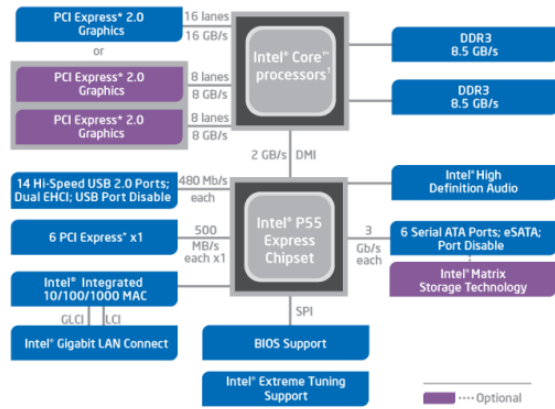 PCI Express* 2.0
Graphics
16 lanes
16 GB/s
or
PCI Express* 2.0
Graphics
8 lanes
8 GB/s
PCI Express* 2.0
Graphics
8 lanes
8 GB/s
Intel® Core™
processors¹
DDR3
8.5 GB/s
DDR3
8.5 GB/s
2 GB/s
DMI
14 Hi-Speed USB 2.0 Ports;
Dual EHCI; USB Port Disable
480 Mb/s
each
Intel® High
Definition Audio
6 PCI Express* x1
500
MB/s
each x1
Intel® P55
Express
Chipset
3
Gb/s
each
6 Serial ATA Ports; eSATA;
Port Disable
Intel® Matrix
Storage Technology
Intel® Integrated
10/100/1000 MAC
GLCI
LCI
Intel® Gigabit LAN Connect
SPI
BIOS Support
Intel® Extreme Tuning
Support
Optional